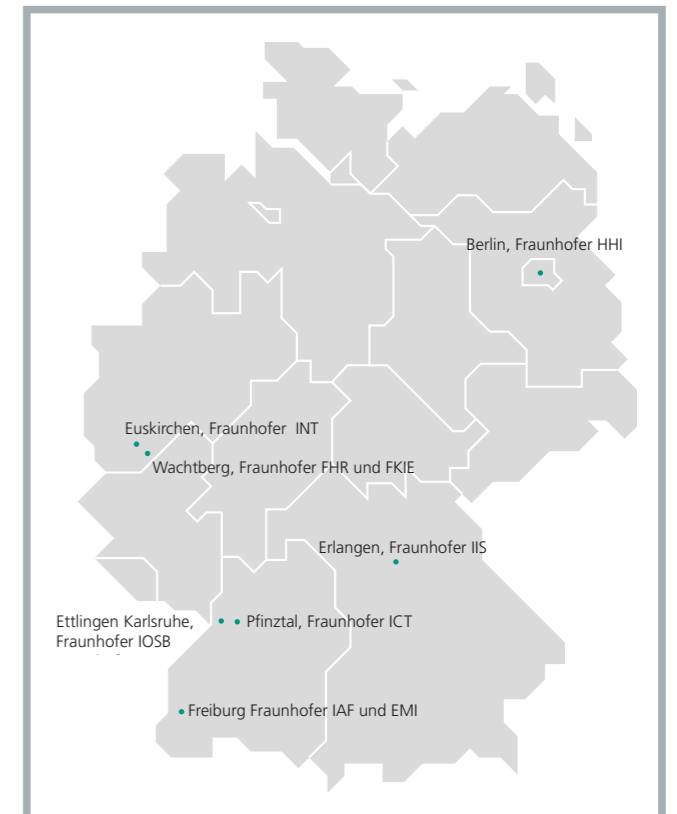 Berlin, Fraunhofer HHI
Euskirchen, Fraunhofer INT
Wachtberg, Fraunhofer FHR und FKIE
Erlangen, Fraunhofer IIS
Ettlingen Karlsruhe,
Fraunhofer IOSB
Pfinztal, Fraunhofer ICT
Freiburg Fraunhofer IAF und EMI